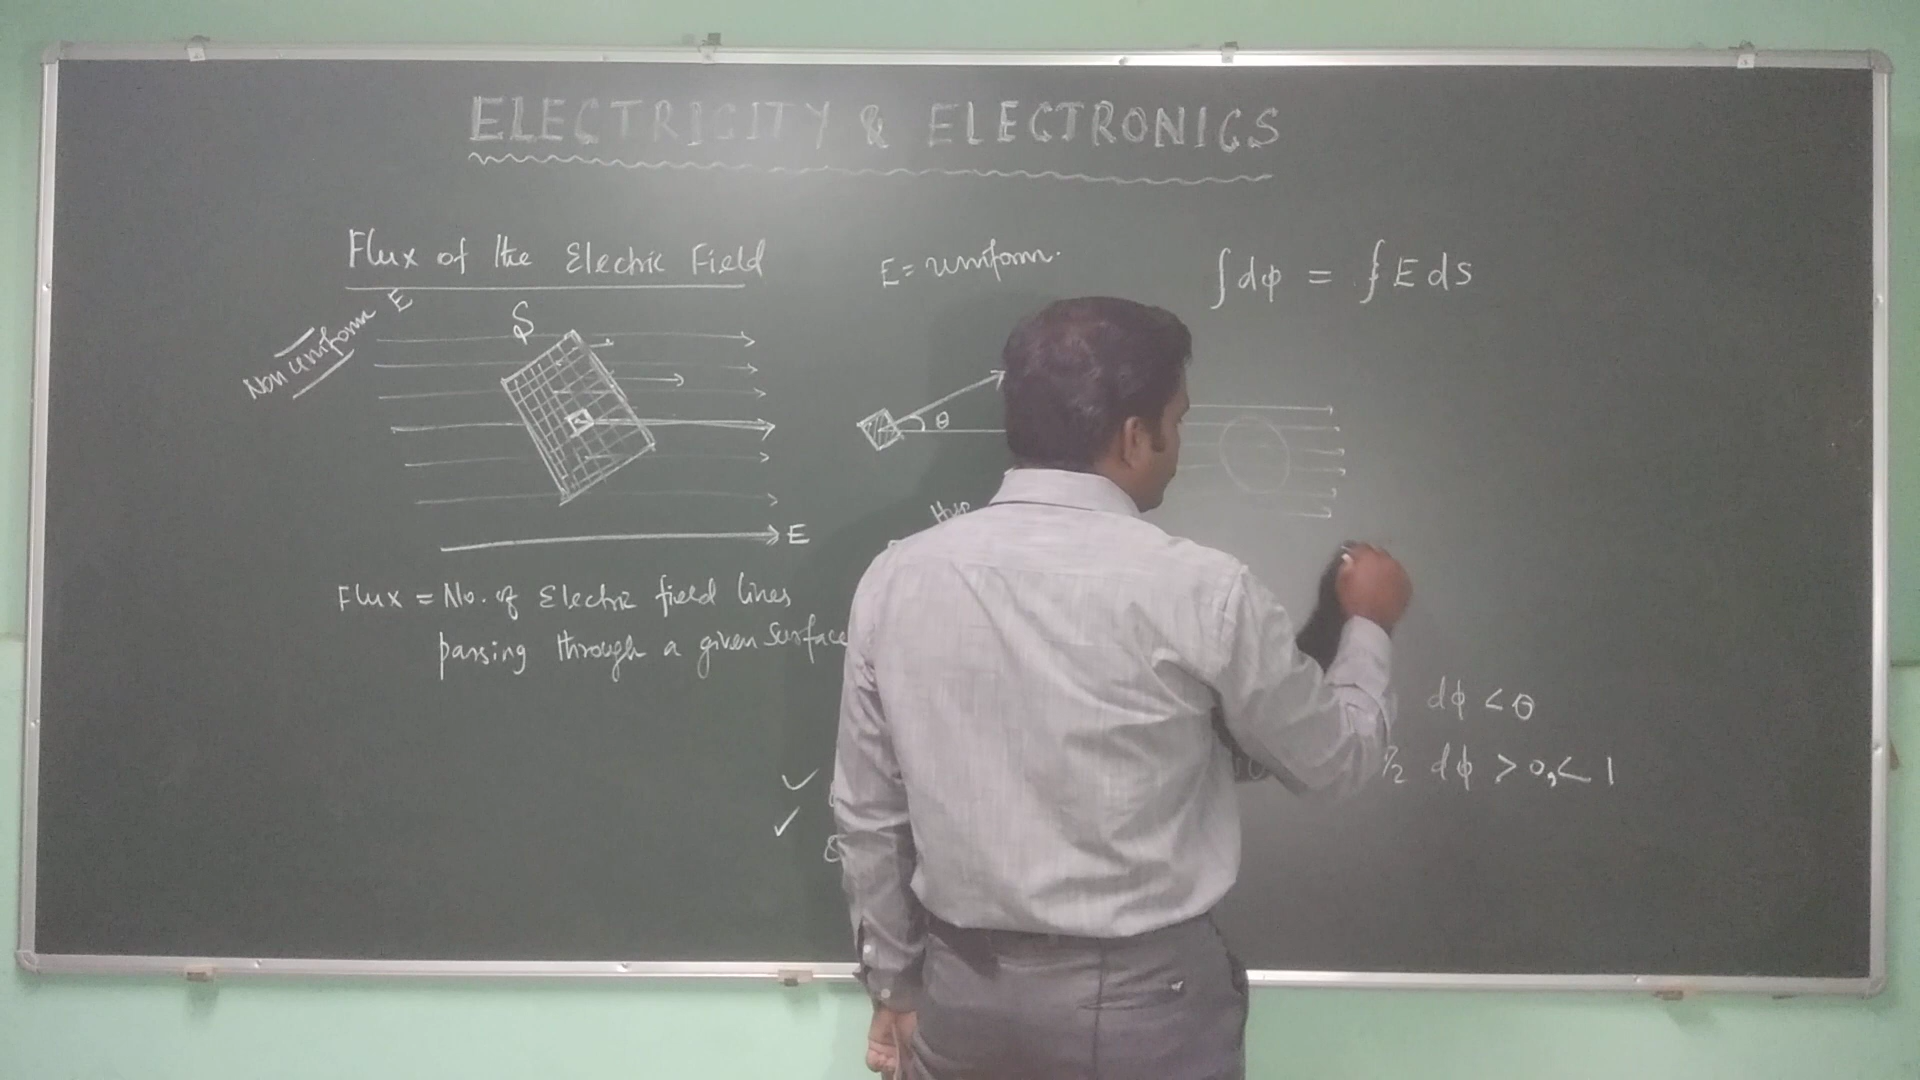 ELECTRICITY & ELECTRONICS
Flux of the Electric Field
Non uniform E
S
E
Flux = No. of Electric field lines
passing through a given surface
E = uniform.
θ
∫dφ = ∮E ds
dφ < 0
/2 dφ > 0, < 1